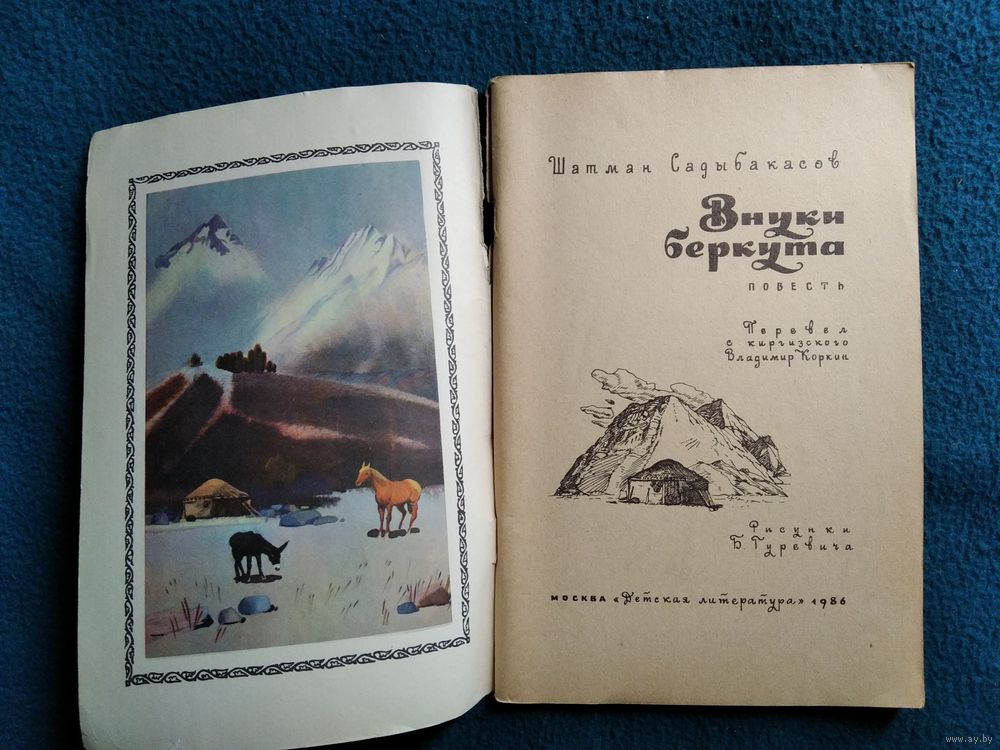 Шатман Садыбакасов
Внуки
беркута
ПОВЕСТЬ
Перевел
с киргизского
Владимир Коркин
Рисунки
Б. Гуревича
МОСКВА «Детская литература» 1986
www.ay.by